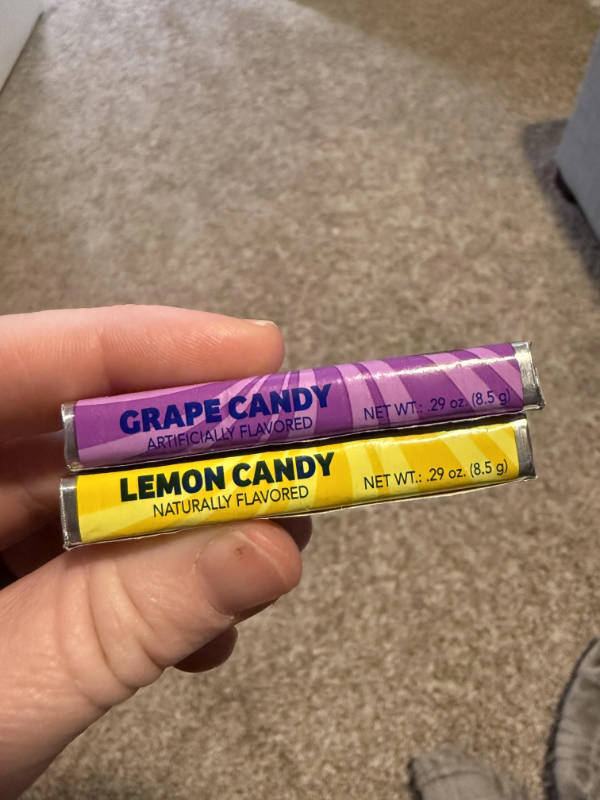 GRAPE CANDY
ARTIFICIALLY FLAVORED
NET WT.: .29 oz. (8.5 g)
LEMON CANDY
NATURALLY FLAVORED
NET WT.: .29 oz. (8.5 g)